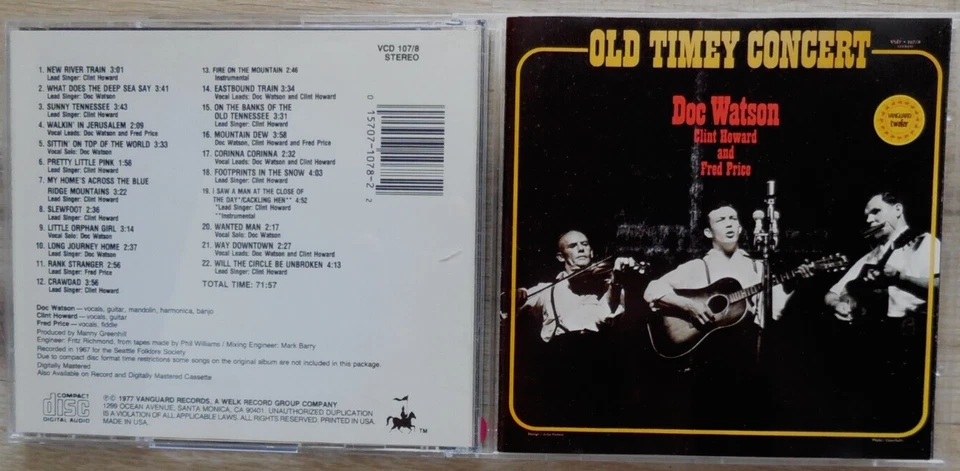 VCD 107/8
STEREO
1. NEW RIVER TRAIN 3:01
Lead Singer: Clint Howard
2. WHAT DOES THE DEEP SEA SAY 3:41
Lead Singer: Doc Watson
3. SUNNY TENNESSEE 3:43
Lead Singer: Clint Howard
4. WALKIN' IN JERUSALEM 2:09
Vocal Leads: Doc Watson and Fred Price
5. SITTIN' ON TOP OF THE WORLD 3:33
Vocal Solo: Doc Watson
6. PRETTY LITTLE PINK 1:58
Lead Singer: Clint Howard
7. MY HOME'S ACROSS THE BLUE
RIDGE MOUNTAINS 3:22
Lead Singer: Clint Howard
8. SLEWFOOT 2:36
Lead Singer: Clint Howard
9. LITTLE ORPHAN GIRL 3:14
Vocal Solo: Doc Watson
10. LONG JOURNEY HOME 2:37
Lead Singer: Doc Watson
11. RANK STRANGER 2:56
Lead Singer: Fred Price
12. CRAWDAD 3:56
Lead Singer: Clint Howard
13. FIRE ON THE MOUNTAIN 2:46
Instrumental
14. EASTBOUND TRAIN 3:34
Vocal Leads: Doc Watson and Clint Howard
15. ON THE BANKS OF THE
OLD TENNESSEE 3:31
Lead Singer: Clint Howard
16. MOUNTAIN DEW 3:58
Doc Watson, Clint Howard and Fred Price
17. CORINNA CORINNA 2:32
Vocal Leads: Doc Watson and Clint Howard
18. FOOTPRINTS IN THE SNOW 4:03
Lead Singer: Clint Howard
19. I SAW A MAN AT THE CLOSE OF
THE DAY*/CACKLING HEN** 4:52
*Lead Singer: Clint Howard
**Instrumental
20. WANTED MAN 2:17
Vocal Solo: Doc Watson
21. WAY DOWNTOWN 2:27
Vocal Leads: Doc Watson and Clint Howard
22. WILL THE CIRCLE BE UNBROKEN 4:13
Lead Singer: Clint Howard
TOTAL TIME: 71:57
0 15707-1078-2 2
Doc Watson — vocals, guitar, mandolin, harmonica, banjo
Clint Howard — vocals, guitar
Fred Price — vocals, fiddle
Produced by Manny Greenhill
Engineer: Fritz Richmond, from tapes made by Phil Williams / Mixing Engineer: Mark Barry
Recorded in 1967 for the Seattle Folklore Society
Due to compact disc format time restrictions some songs on the original album are not included in this package.
Digitally Mastered
Also Available on Record and Digitally Mastered Cassette
COMPACT
disc
DIGITAL AUDIO
℗© 1977 VANGUARD RECORDS, A WELK RECORD GROUP COMPANY
1299 OCEAN AVENUE, SANTA MONICA, CA 90401. UNAUTHORIZED DUPLICATION
IS A VIOLATION OF ALL APPLICABLE LAWS. ALL RIGHTS RESERVED. PRINTED IN USA.
MADE IN USA.
TM
OLD TIMEY CONCERT
Doc Watson
Clint Howard
and
Fred Price
VANGUARD
twofer